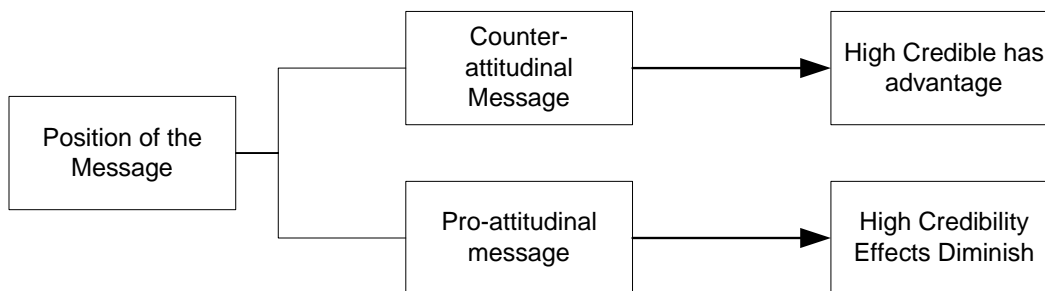 Position of the
Message
Counter-
attitudinal
Message
High Credible has
advantage
Pro-attitudinal
message
High Credibility
Effects Diminish